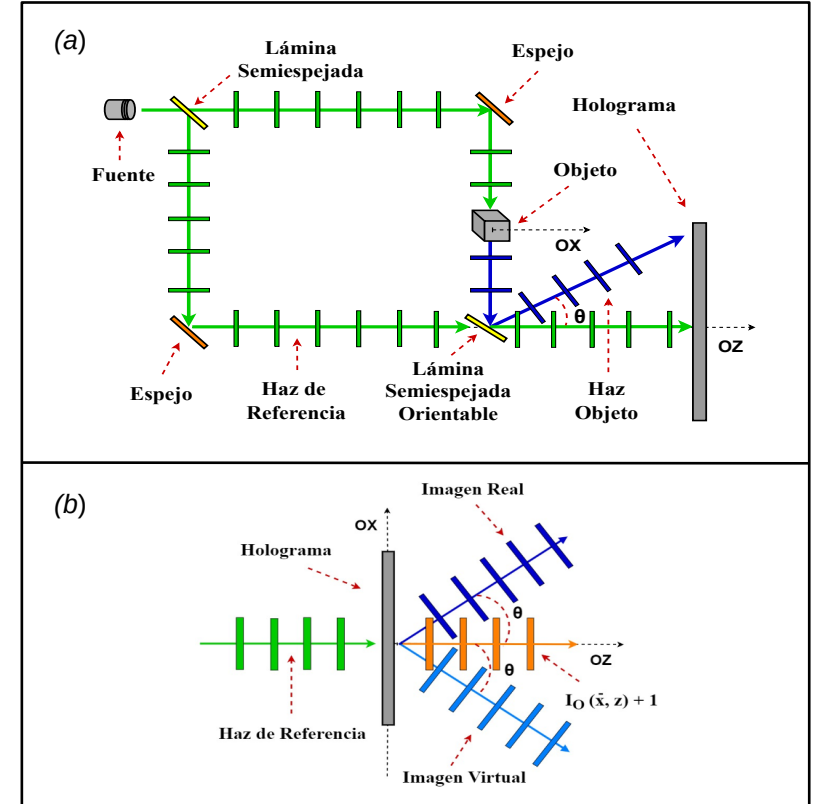 (a)
Lámina
Semiespejada
Espejo
Holograma
Fuente
Objeto
OX
θ
OZ
Espejo
Haz de
Referencia
Lámina
Semiespejada
Orientable
Haz
Objeto
(b)
Imagen Real
OX
Holograma
θ
OZ
θ
I_O (x̄, z) + 1
Haz de Referencia
Imagen Virtual